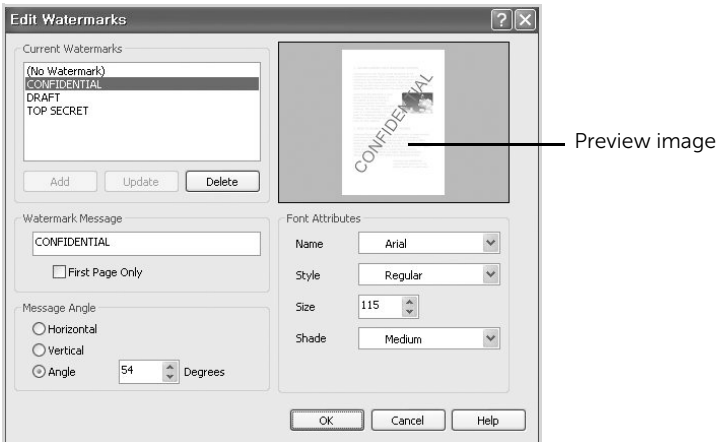 Edit Watermarks
Current Watermarks
(No Watermark)
CONFIDENTIAL
DRAFT
TOP SECRET
Add Update Delete
CONFIDENTIAL
Preview image
Watermark Message
CONFIDENTIAL
First Page Only
Message Angle
Horizontal
Vertical
Angle 54 Degrees
Font Attributes
Name Arial
Style Regular
Size 115
Shade Medium
OK Cancel Help